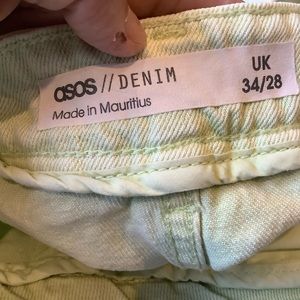 asos // DENIM
Made in Mauritius
UK
34/28